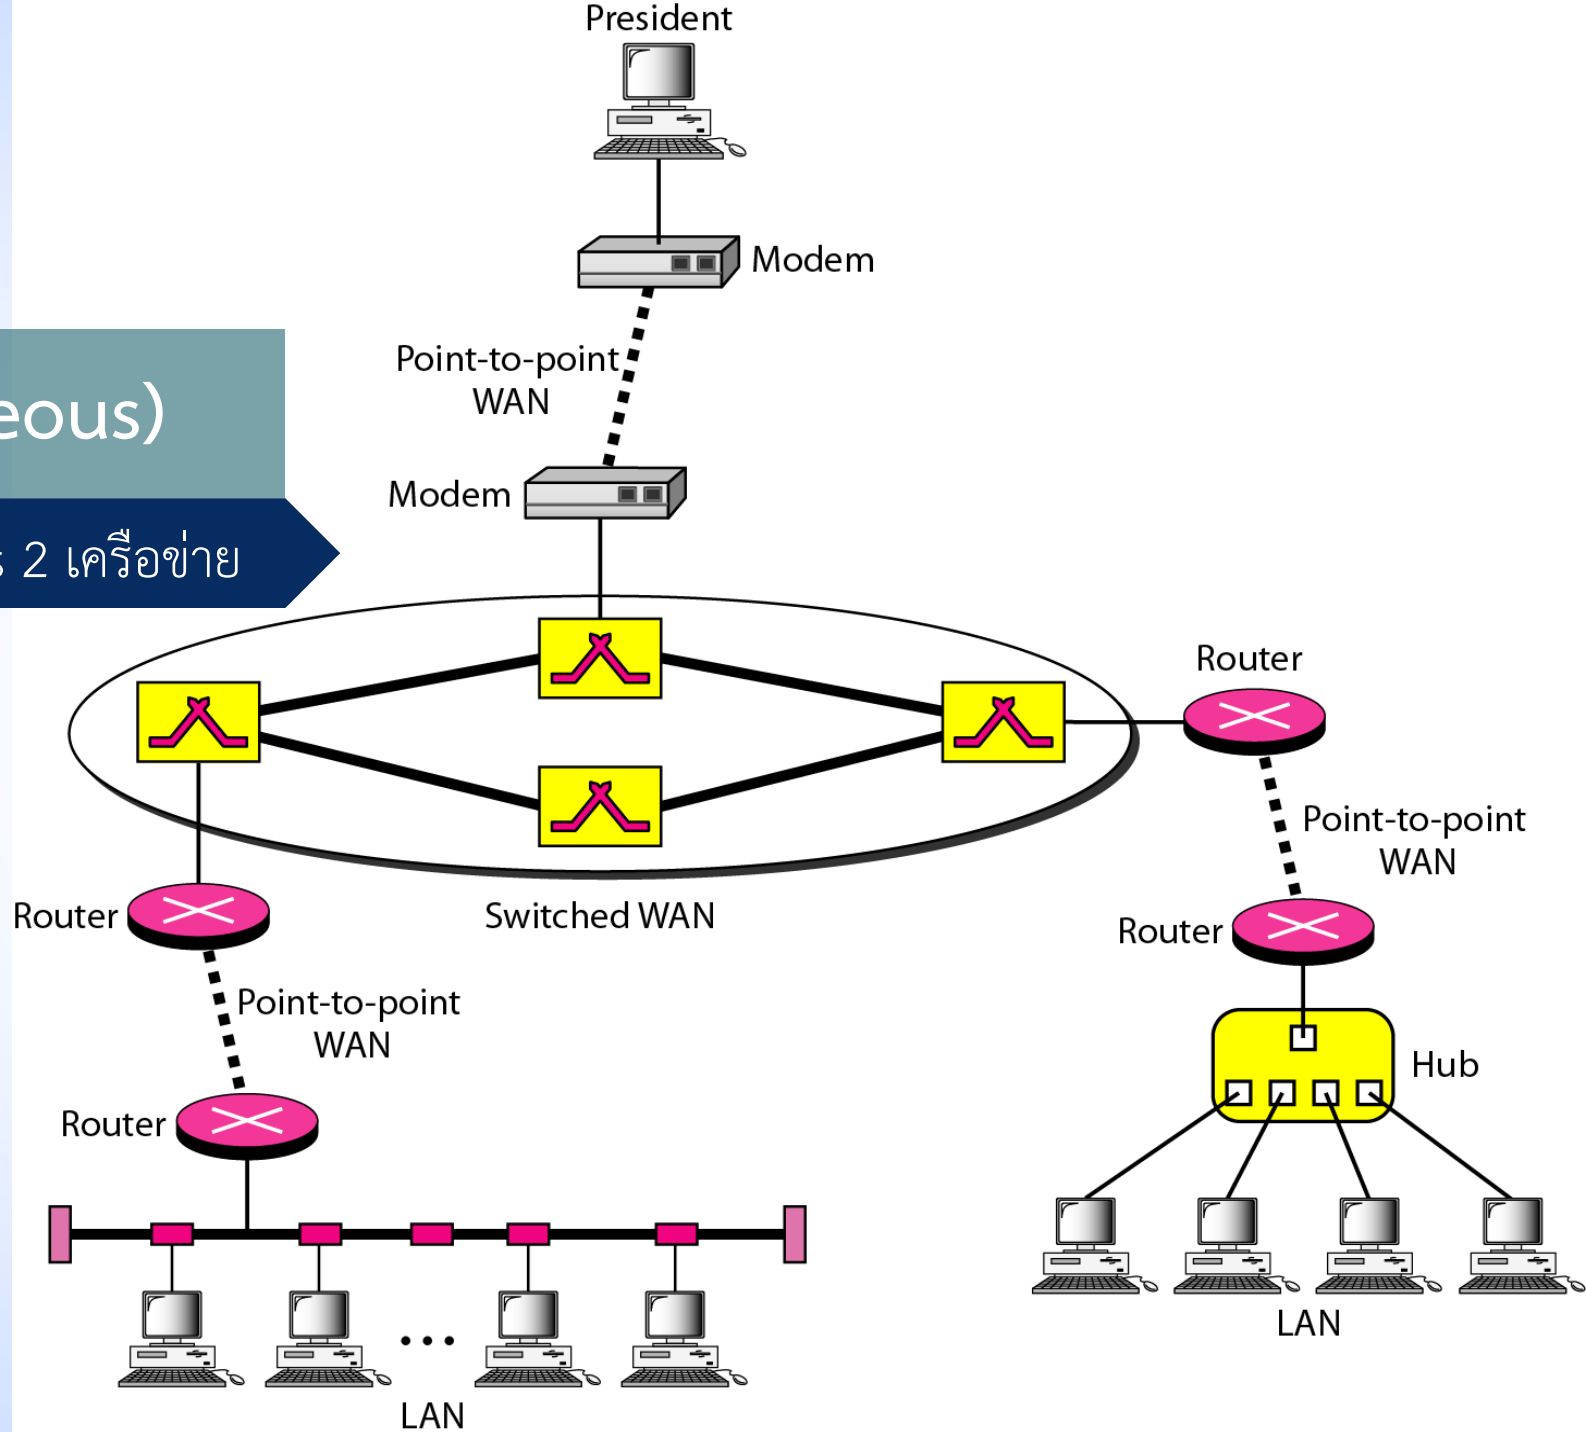 President
Modem
Point-to-point
WAN
eous)
Modem
2 เครือข่าย
Router
Point-to-point
WAN
Router
Switched WAN
Router
Point-to-point
WAN
Hub
Router
LAN
LAN